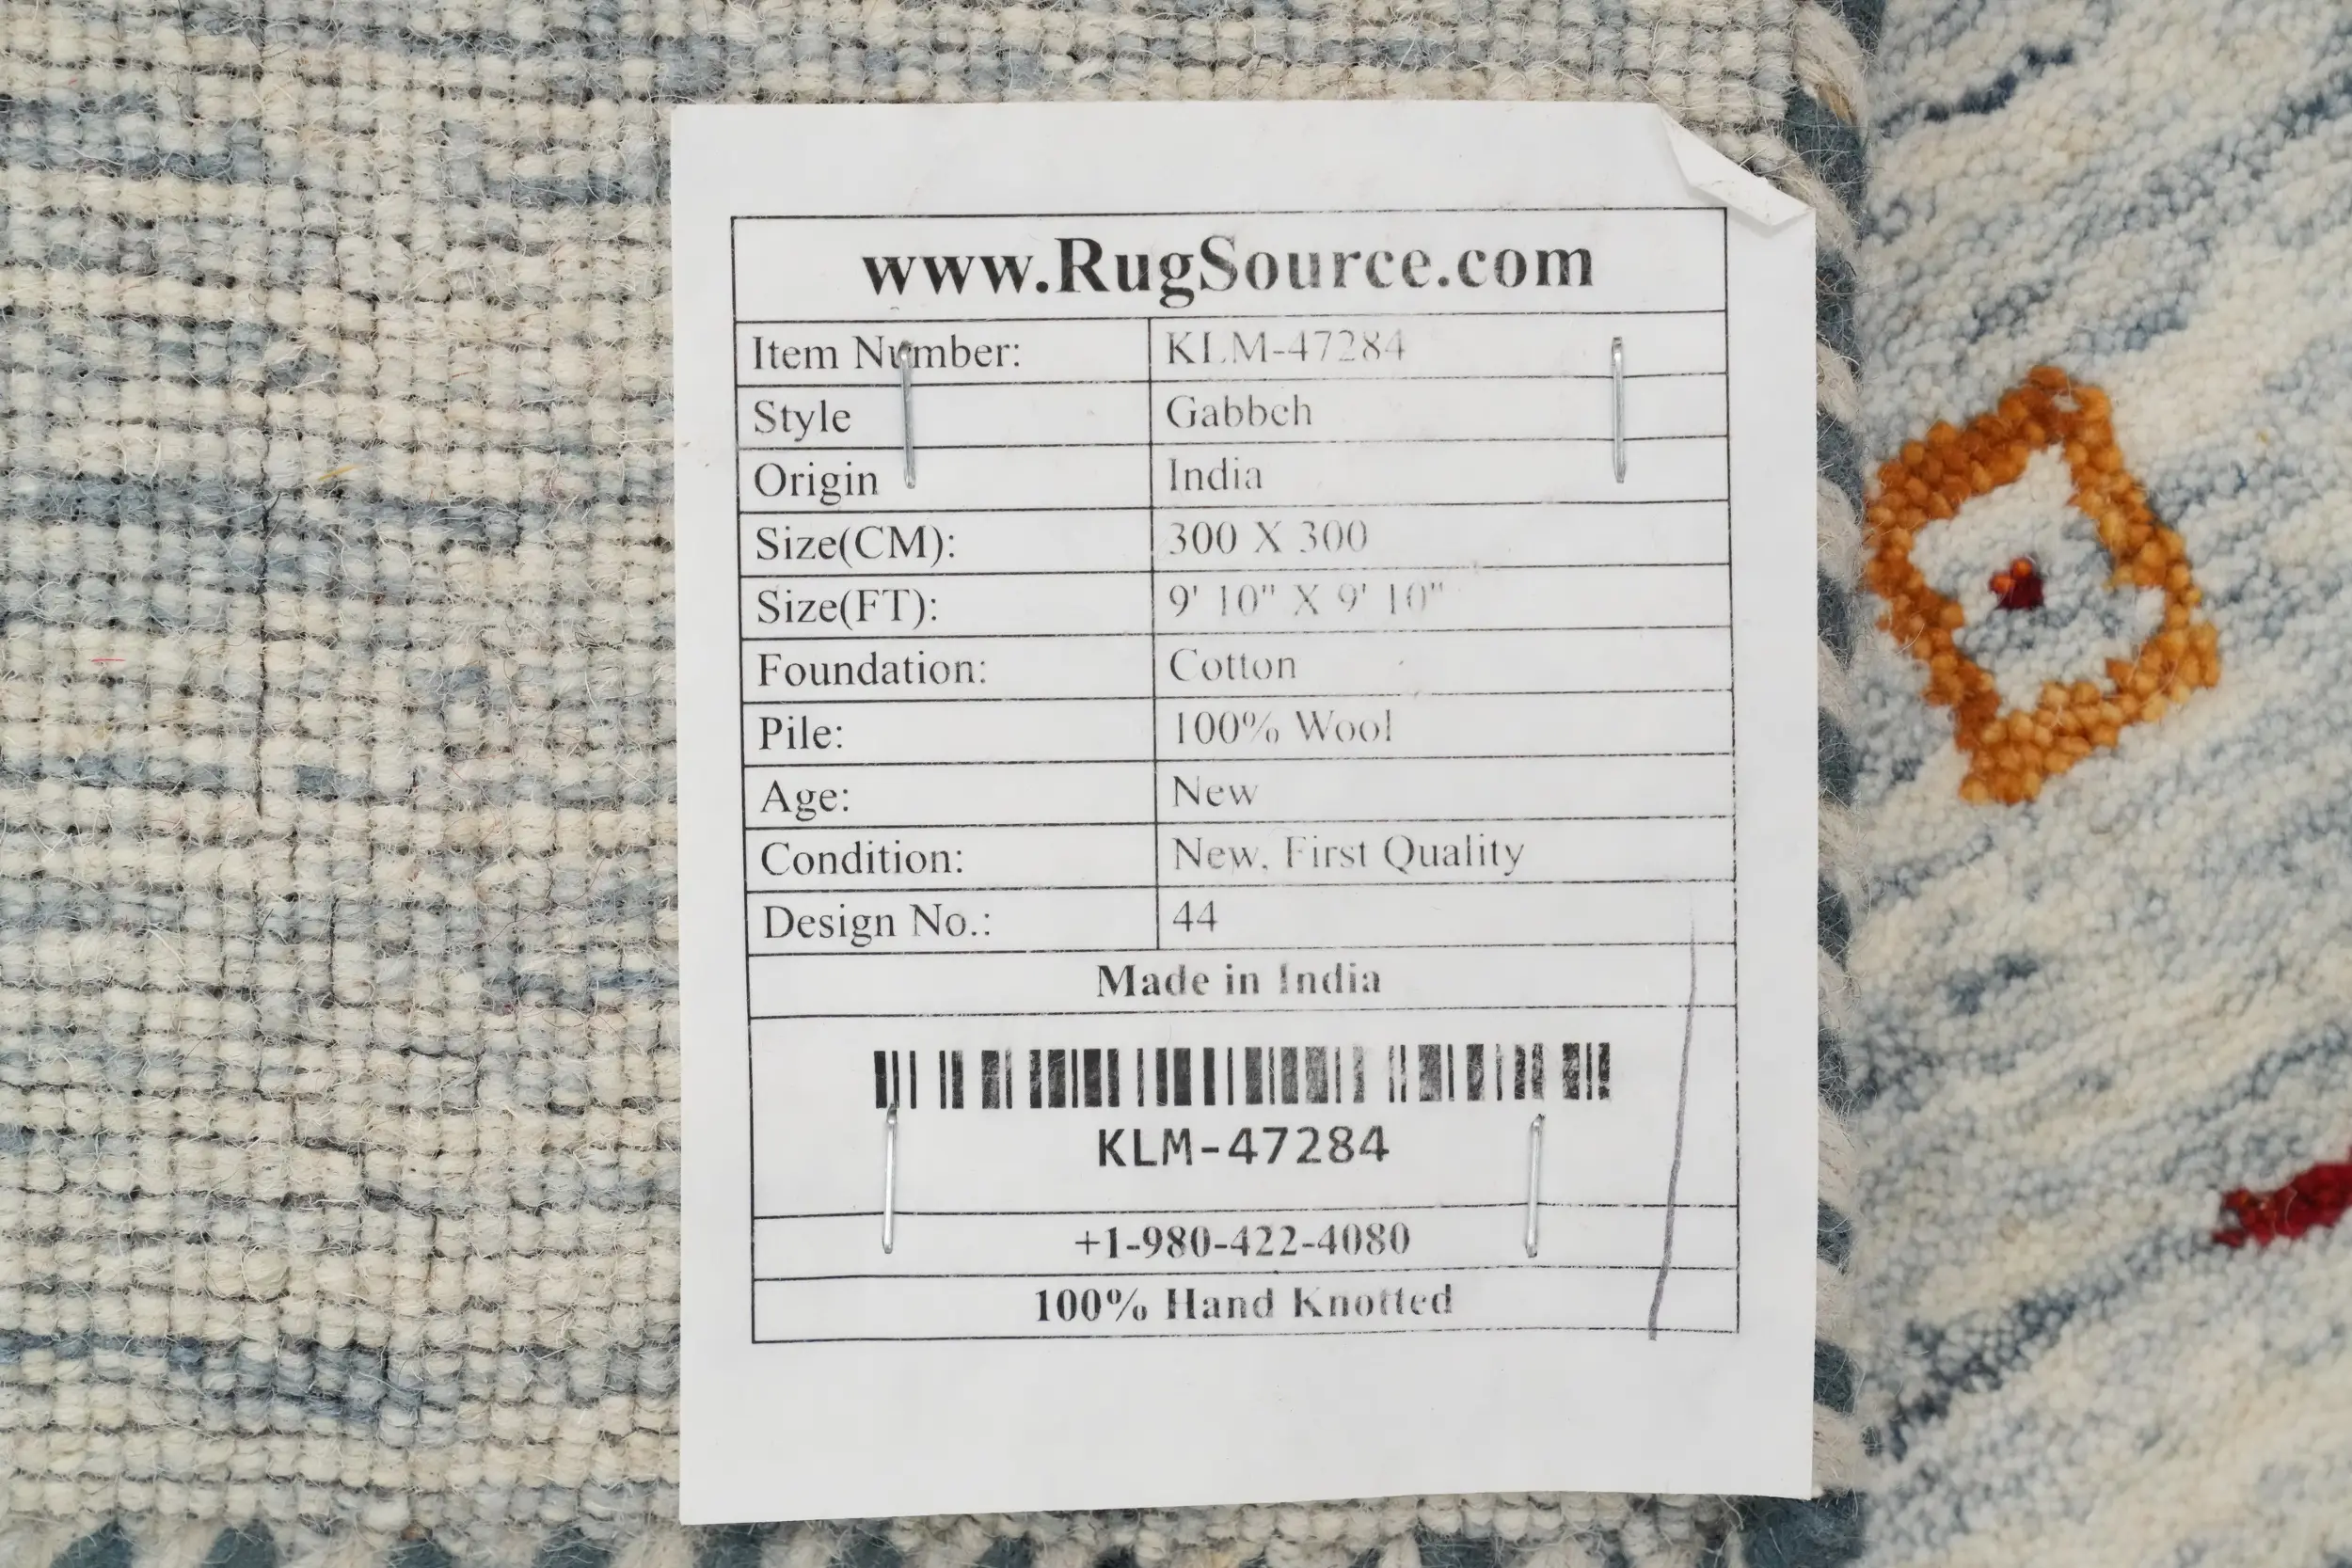 www.RugSource.com
Item Number: KLM-47284
Style Gabbeh
Origin India
Size(CM): 300 X 300
Size(FT): 9' 10" X 9' 10"
Foundation: Cotton
Pile: 100% Wool
Age: New
Condition: New, First Quality
Design No.: 44
Made in India
KLM-47284
+1-980-422-4080
100% Hand Knotted